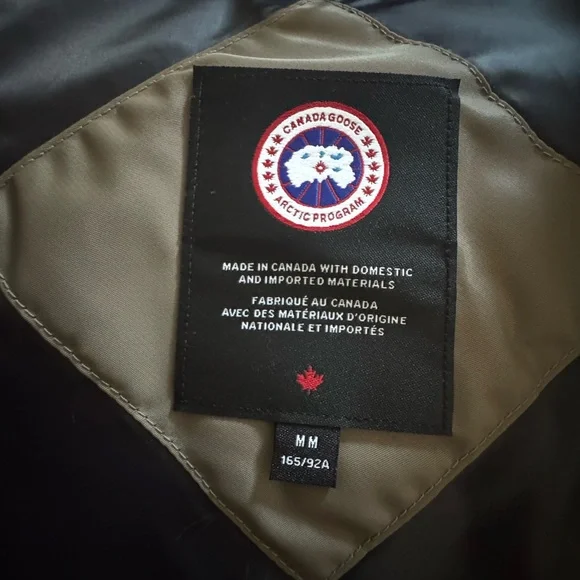 CANADA GOOSE
ARCTIC PROGRAM
MADE IN CANADA WITH DOMESTIC
AND IMPORTED MATERIALS
FABRIQUÉ AU CANADA
AVEC DES MATÉRIAUX D'ORIGINE
NATIONALE ET IMPORTÉS
MM
165/92A